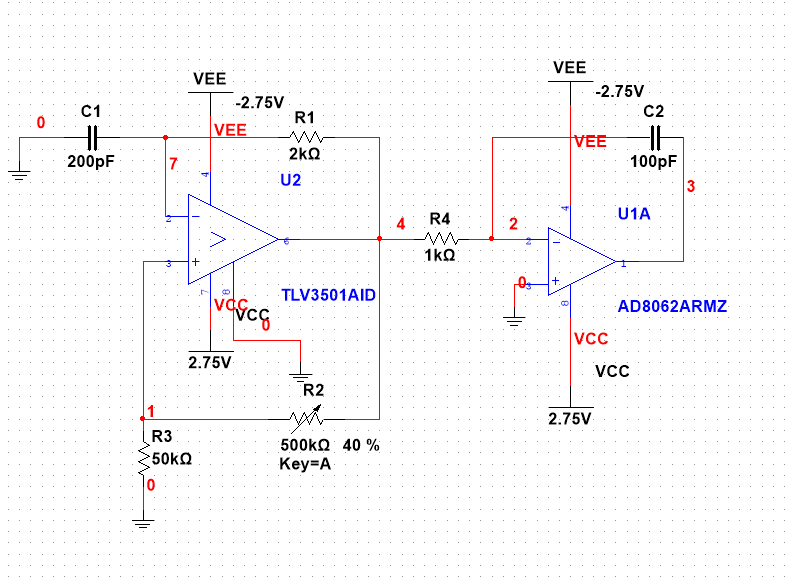 VEE
-2.75V
VEE
-2.75V
0
C1
200pF
VEE
R1
2kΩ
7
C2
100pF
VEE
4
U2
2
3
6
7
8
TLV3501AID
VCC
VCC
0
2.75V
4
R4
1kΩ
2
3
U1A
4
2
3
1
8
0
AD8062ARMZ
VCC
VCC
2.75V
1
R2
500kΩ 40 %
Key=A
R3
50kΩ
0